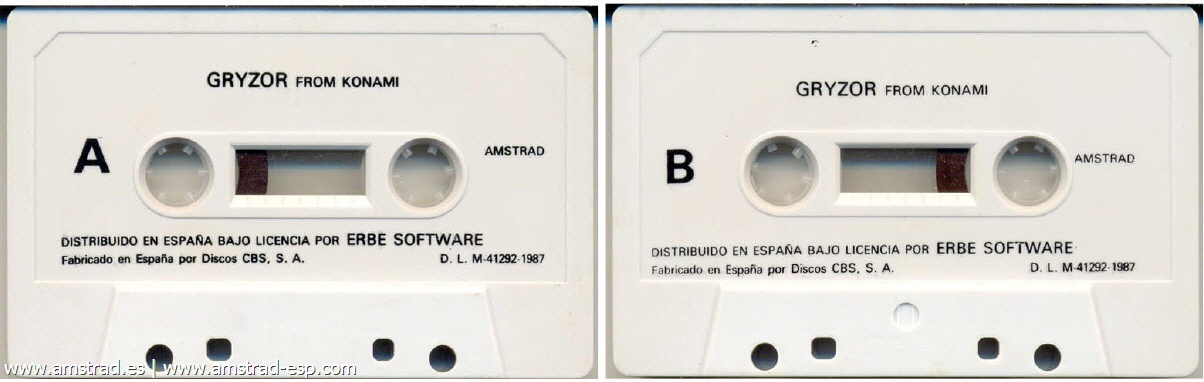 GRYZOR FROM KONAMI
A
AMSTRAD
DISTRIBUIDO EN ESPAÑA BAJO LICENCIA POR ERBE SOFTWARE
Fabricado en España por Discos CBS, S. A. D. L. M-41292-1987
GRYZOR FROM KONAMI
B
AMSTRAD
DISTRIBUIDO EN ESPAÑA BAJO LICENCIA POR ERBE SOFTWARE
Fabricado en España por Discos CBS, S. A. D. L. M-41292-1987
www.amstrad.es | www.amstrad-esp.com